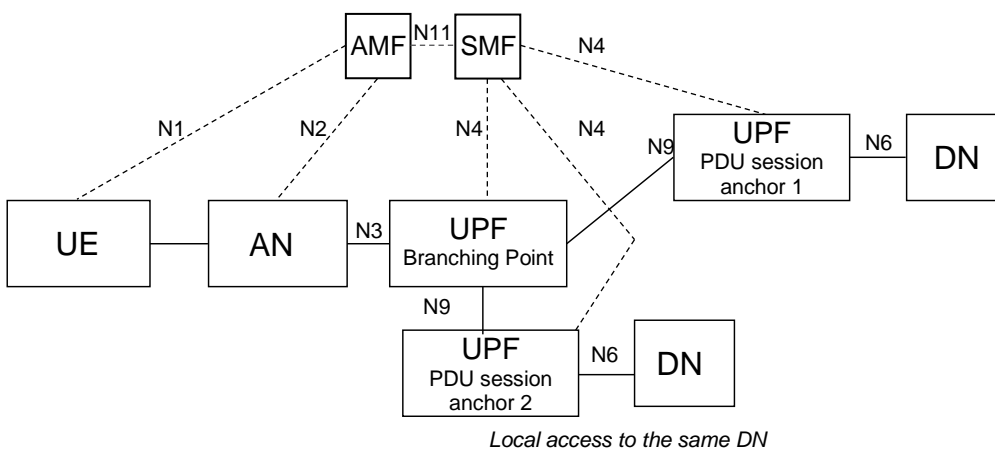 AMF
N11
SMF
N4
N1
N2
N4
N4
UPF
PDU session
anchor 1
N9
N6
DN
UE
AN
N3
UPF
Branching Point
N9
UPF
PDU session
anchor 2
N6
DN
Local access to the same DN